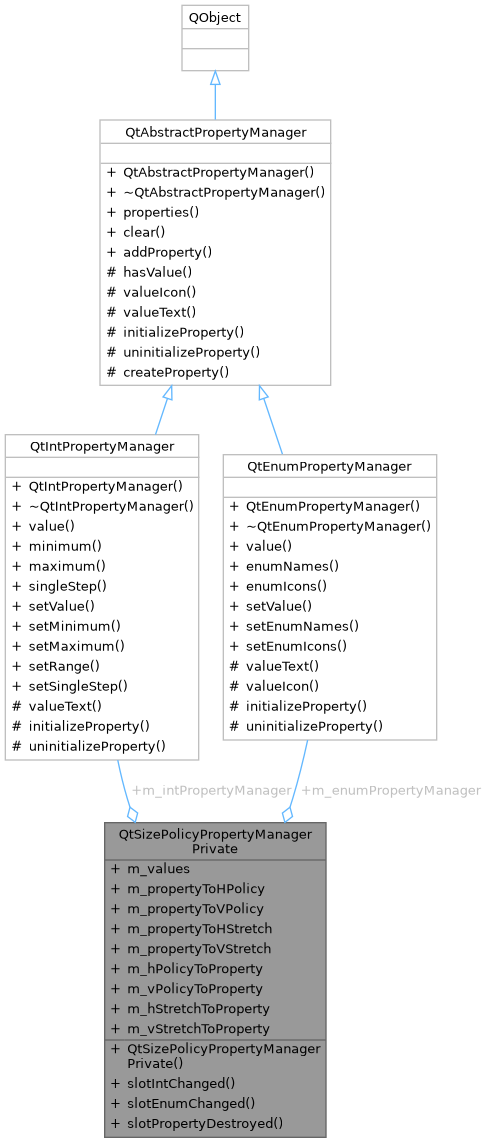 QObject
QtAbstractPropertyManager
+ QtAbstractPropertyManager()
+ ~QtAbstractPropertyManager()
+ properties()
+ clear()
+ addProperty()
# hasValue()
# valueIcon()
# valueText()
# initializeProperty()
# uninitializeProperty()
# createProperty()
QtIntPropertyManager
+ QtIntPropertyManager()
+ ~QtIntPropertyManager()
+ value()
+ minimum()
+ maximum()
+ singleStep()
+ setValue()
+ setMinimum()
+ setMaximum()
+ setRange()
+ setSingleStep()
# valueText()
# initializeProperty()
# uninitializeProperty()
QtEnumPropertyManager
+ QtEnumPropertyManager()
+ ~QtEnumPropertyManager()
+ value()
+ enumNames()
+ enumIcons()
+ setValue()
+ setEnumNames()
+ setEnumIcons()
# valueText()
# valueIcon()
# initializeProperty()
# uninitializeProperty()
+m_intPropertyManager
+m_enumPropertyManager
QtSizePolicyPropertyManager
Private
+ m_values
+ m_propertyToHPolicy
+ m_propertyToVPolicy
+ m_propertyToHStretch
+ m_propertyToVStretch
+ m_hPolicyToProperty
+ m_vPolicyToProperty
+ m_hStretchToProperty
+ m_vStretchToProperty
+ QtSizePolicyPropertyManager
Private()
+ slotIntChanged()
+ slotEnumChanged()
+ slotPropertyDestroyed()